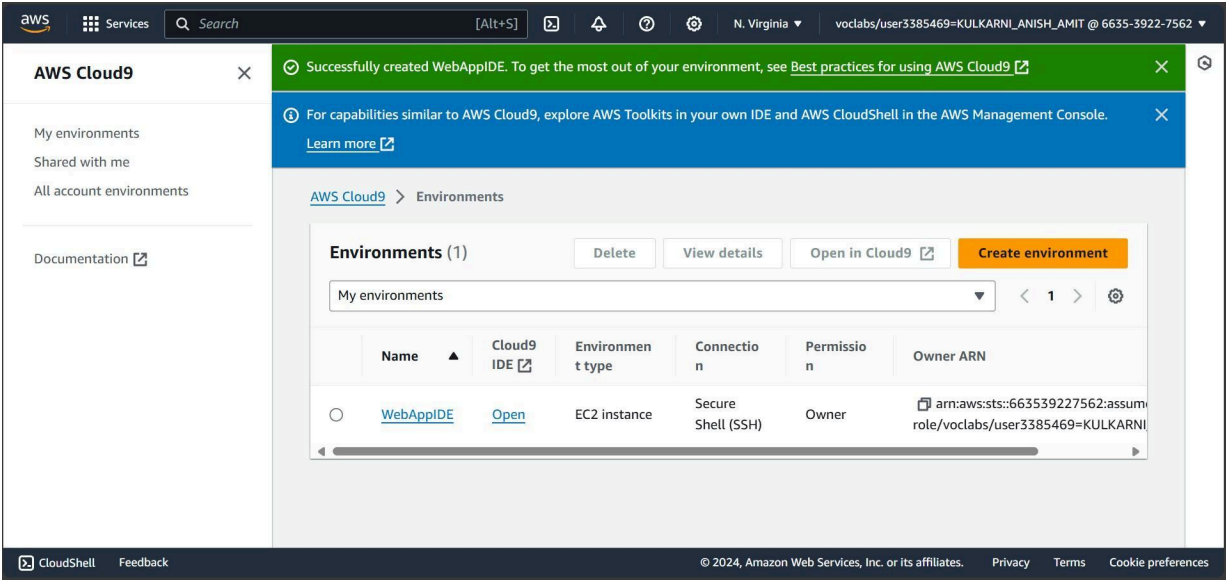 aws
Services
Search
[Alt+S]
N. Virginia
voclabs/user3385469=KULKARNI_ANISH_AMIT @ 6635-3922-7562
AWS Cloud9
My environments
Shared with me
All account environments
Documentation
Successfully created WebAppIDE. To get the most out of your environment, see Best practices for using AWS Cloud9
For capabilities similar to AWS Cloud9, explore AWS Toolkits in your own IDE and AWS CloudShell in the AWS Management Console.
Learn more
AWS Cloud9 > Environments
Environments (1)
Delete
View details
Open in Cloud9
Create environment
My environments
1
Name
Cloud9
IDE
Environmen
t type
Connectio
n
Permissio
n
Owner ARN
WebAppIDE
Open
EC2 instance
Secure
Shell (SSH)
Owner
arn:aws:sts::663539227562:assum
role/voclabs/user3385469=KULKARNI
CloudShell
Feedback
© 2024, Amazon Web Services, Inc. or its affiliates.
Privacy
Terms
Cookie preferences